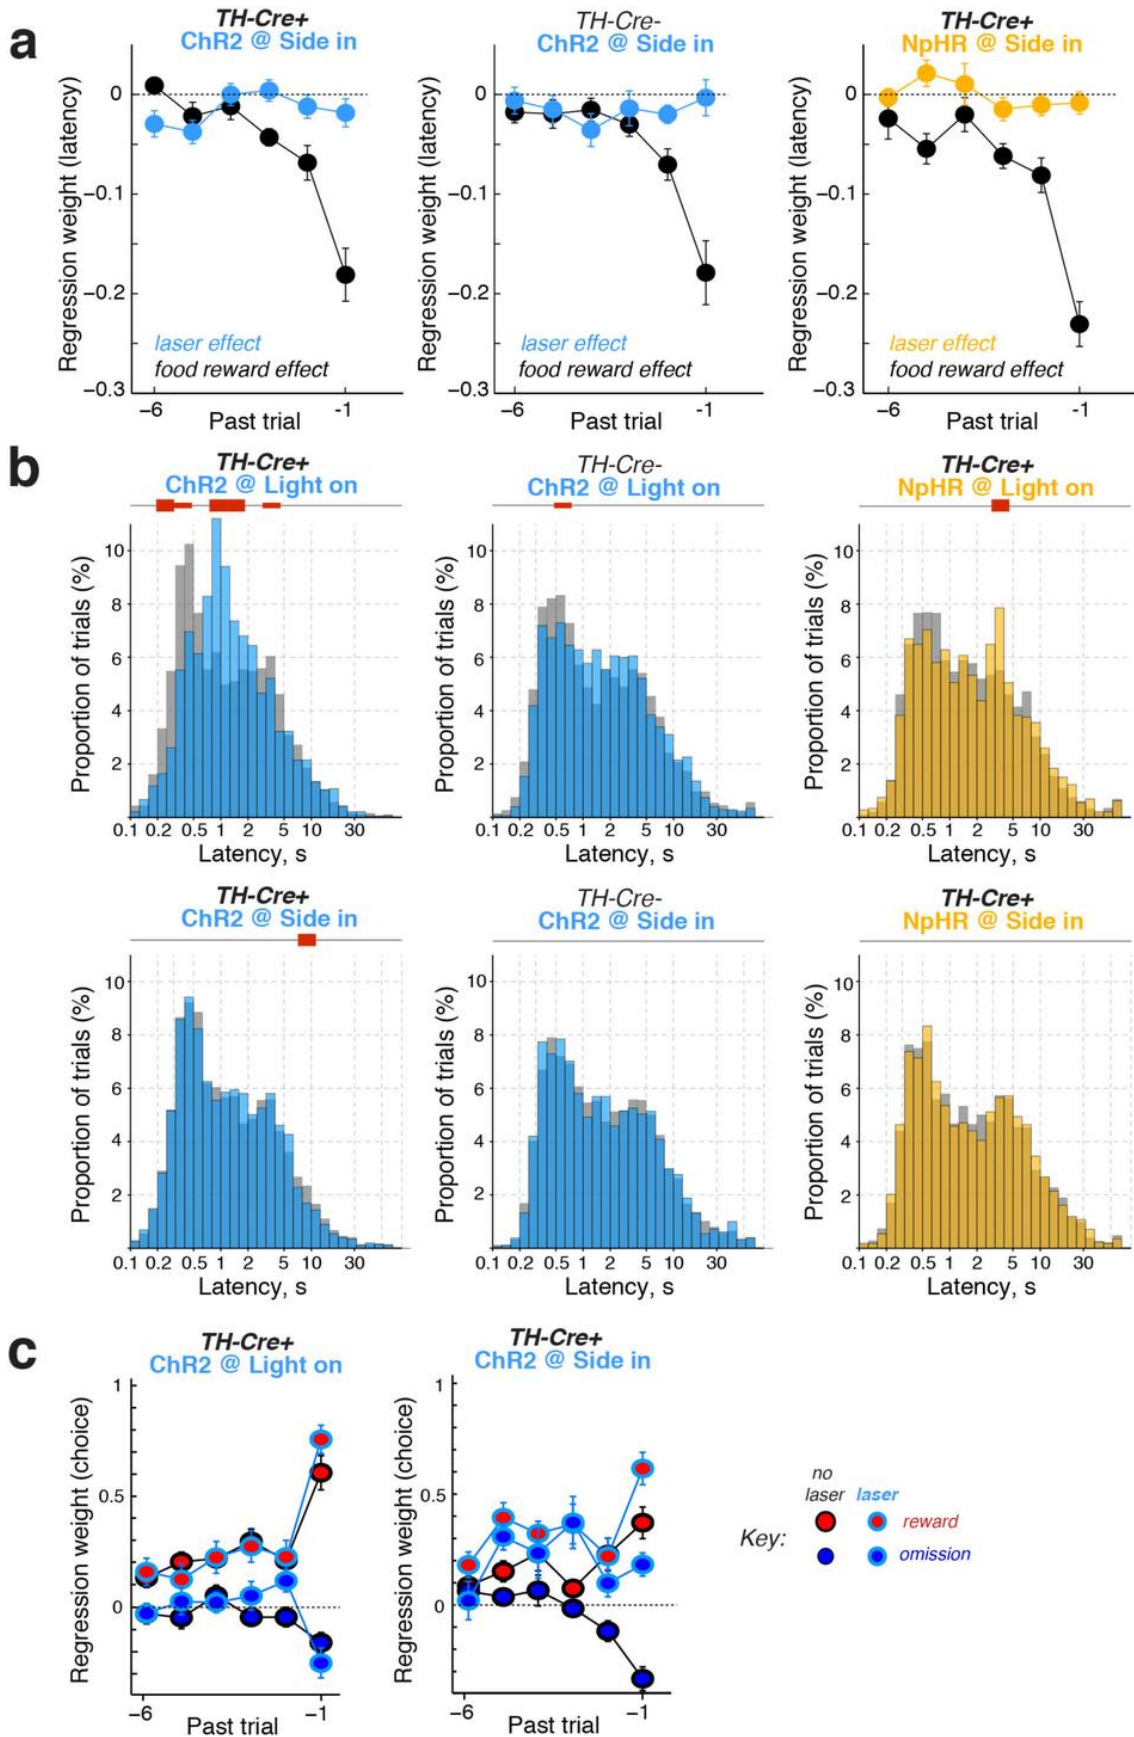 a
TH-Cre+
ChR2 @ Side in
Regression weight (latency)
0
−0.1
−0.2
−0.3
laser effect
food reward effect
−6
-1
Past trial
TH-Cre-
ChR2 @ Side in
Regression weight (latency)
0
−0.1
−0.2
−0.3
laser effect
food reward effect
−6
-1
Past trial
TH-Cre+
NpHR @ Side in
Regression weight (latency)
0
−0.1
−0.2
−0.3
laser effect
food reward effect
−6
-1
Past trial
b
TH-Cre+
ChR2 @ Light on
Proportion of trials (%)
10
8
6
4
2
0.1 0.2 0.5 1 2 5 10 30
Latency, s
TH-Cre-
ChR2 @ Light on
Proportion of trials (%)
10
8
6
4
2
0.1 0.2 0.5 1 2 5 10 30
Latency, s
TH-Cre+
NpHR @ Light on
Proportion of trials (%)
10
8
6
4
2
0.1 0.2 0.5 1 2 5 10 30
Latency, s
TH-Cre+
ChR2 @ Side in
Proportion of trials (%)
10
8
6
4
2
0.1 0.2 0.5 1 2 5 10 30
Latency, s
TH-Cre-
ChR2 @ Side in
Proportion of trials (%)
10
8
6
4
2
0.1 0.2 0.5 1 2 5 10 30
Latency, s
TH-Cre+
NpHR @ Side in
Proportion of trials (%)
10
8
6
4
2
0.1 0.2 0.5 1 2 5 10 30
Latency, s
c
TH-Cre+
ChR2 @ Light on
Regression weight (choice)
1
0.5
0
−6
−1
Past trial
TH-Cre+
ChR2 @ Side in
Regression weight (choice)
1
0.5
0
−6
−1
Past trial
no
laser laser
Key:
reward
omission